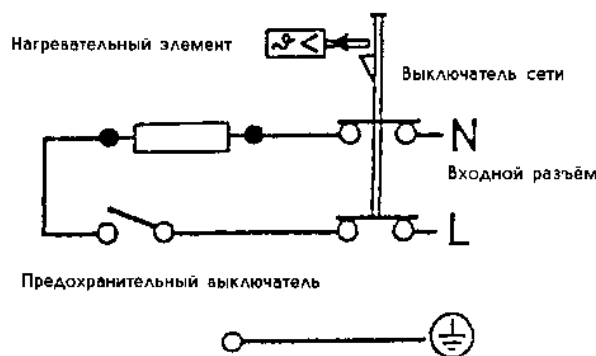 Нагревательный элемент
ϑ <
Выключатель сети
N
Входной разъём
L
Предохранительный выключатель